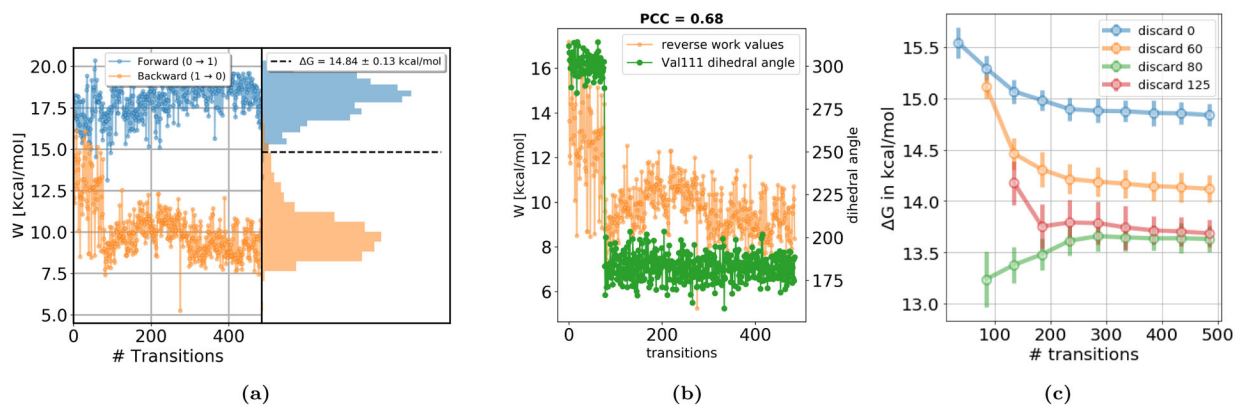 Forward (0 → 1)
Backward (1 → 0)
ΔG = 14.84 ± 0.13 kcal/mol
20.0
17.5
15.0
12.5
10.0
7.5
5.0
W [kcal/mol]
0
200
400
# Transitions
(a)
PCC = 0.68
reverse work values
Val111 dihedral angle
16
14
12
10
8
6
W [kcal/mol]
300
275
250
225
200
175
dihedral angle
0
200
400
transitions
(b)
discard 0
discard 60
discard 80
discard 125
15.5
15.0
14.5
14.0
13.5
13.0
ΔG in kcal/mol
100
200
300
400
500
# transitions
(c)